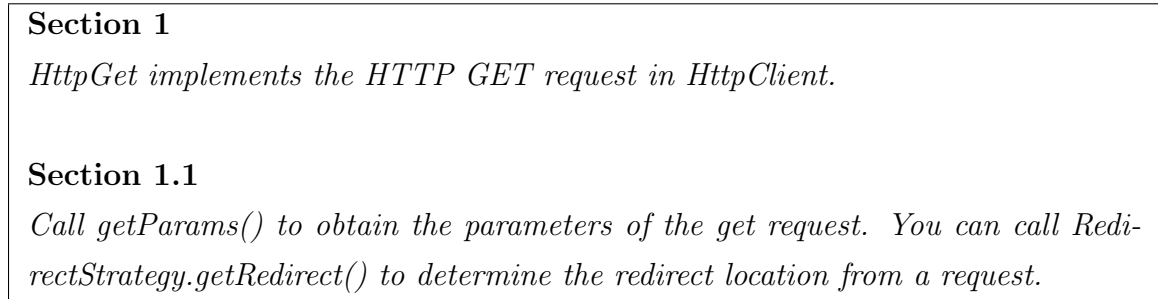 Section 1
HttpGet implements the HTTP GET request in HttpClient.
Section 1.1
Call getParams() to obtain the parameters of the get request. You can call Redi-
rectStrategy.getRedirect() to determine the redirect location from a request.